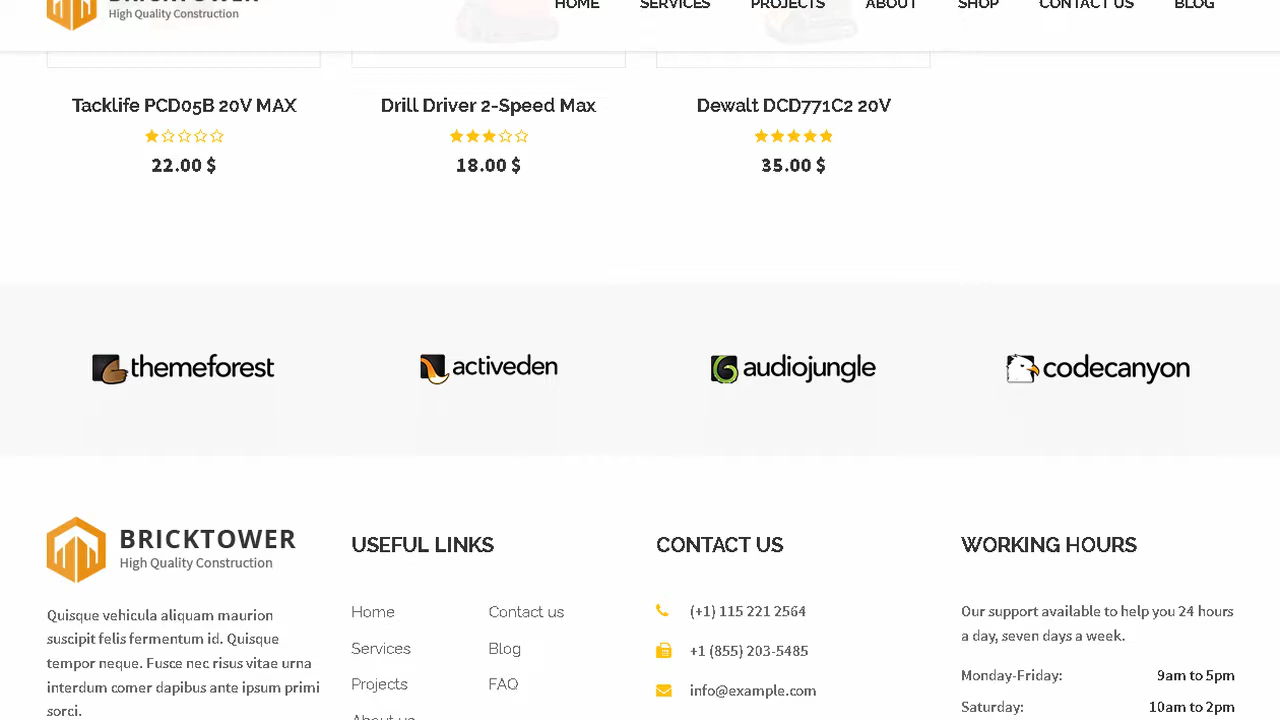 BRICKTOWER
High Quality Construction
HOME SERVICES PROJECTS ABOUT SHOP CONTACT US BLOG
Tacklife PCD05B 20V MAX
22.00 $
Drill Driver 2-Speed Max
18.00 $
Dewalt DCD771C2 20V
35.00 $
themeforest
activeden
audiojungle
codecanyon
BRICKTOWER
High Quality Construction
Quisque vehicula aliquam maurion
suscipit felis fermentum id. Quisque
tempor neque. Fusce nec risus vitae urna
interdum comer dapibus ante ipsum primi
sorci.
USEFUL LINKS
Home
Services
Projects
About us
Contact us
Blog
FAQ
CONTACT US
(+1) 115 221 2564
+1 (855) 203-5485
info@example.com
WORKING HOURS
Our support available to help you 24 hours
a day, seven days a week.
Monday-Friday: 9am to 5pm
Saturday: 10am to 2pm